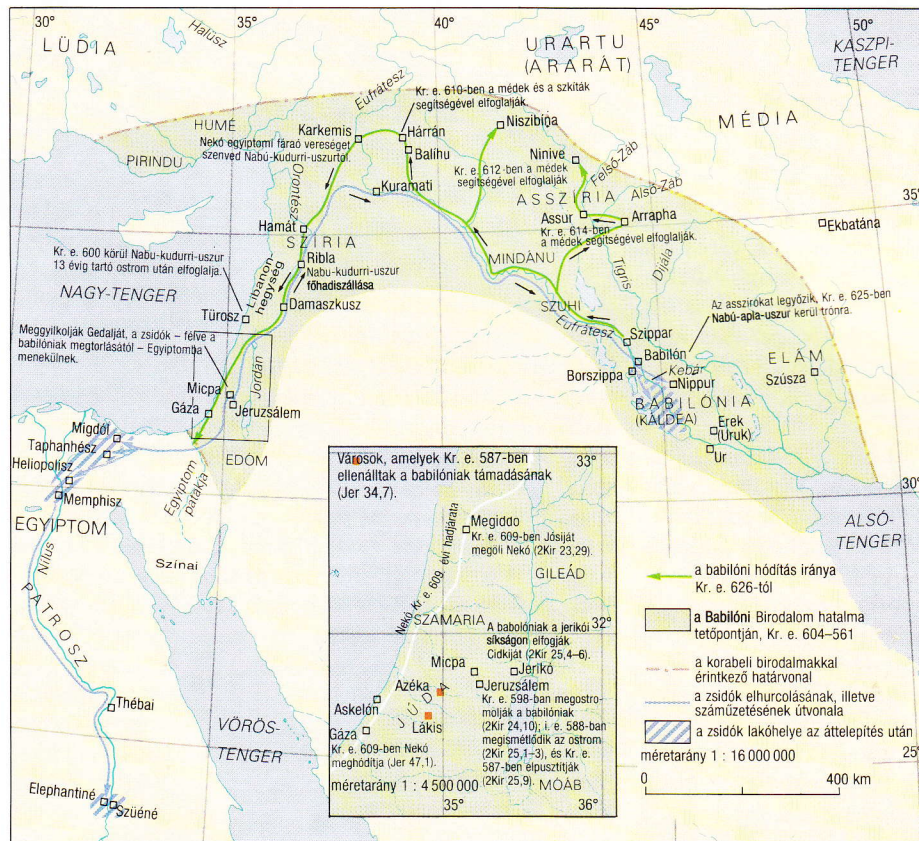 30°
35°
40°
45°
50°
LÜDIA
Halüsz
URARTU
(ARARÁT)
KASZPI-
TENGER
Eufrátesz
Kr. e. 610-ben a médek és a szkíták
segítségével elfoglalják.
MÉDIA
HUMÉ
PIRINDU
Karkemis
Nekó egyiptomi fáraó vereséget
szenved Nabú-kudurri-uszurtól.
Hárrán
Balíhu
Niszibína
Kr. e. 612-ben a médek
segítségével elfoglalják
Ninive
Felső-Záb
Alsó-Záb
ASSZÍRIA
Kuramati
Orontész
Assur
Arrapha
Kr. e. 614-ben
a médek segítségével elfoglalják.
35°
Ekbatána
Hamát
SZÍRIA
Ribla
Nabu-kudurri-uszur
főhadiszállása
Kr. e. 600 körül Nabu-kudurri-uszur
13 évig tartó ostrom után elfoglalja.
Libanon-
hegység
NAGY-TENGER
Türosz
Damaszkusz
MINDANU
Tigris
Dijála
SZUHI
Eufrátesz
Az asszírokat legyőzik, Kr. e. 625-ben
Nabú-apla-uszur kerül trónra.
Meggyilkolják Gedalját, a zsidók – félve a
babilóniak megtorlásától – Egyiptomba
menekülnek.
Szippar
Babilón
Borszippa
Kebár
Nippur
ELÁM
Szúsza
BABILÓNIA
(KÁLDEA)
Erek
(Uruk)
Ur
Jordán
Micpa
Gáza
Jeruzsálem
Migdól
Taphanhész
Heliopolisz
Memphisz
EDÓM
Egyiptom
patakja
EGYIPTOM
30°
ALSÓ-
TENGER
Nílus
Színai
PATROSZ
Thébai
VÖRÖS-
TENGER
Elephantiné
Szüéné
25°
Városok, amelyek Kr. e. 587-ben
ellenálltak a babilóniak támadásának
(Jer 34,7).
33°
Megiddo
Kr. e. 609-ben Jósiját
megöli Nekó (2Kir 23,29).
Nekó Kr. e. 609. évi hadjárata
GILEÁD
SZAMARIA
32°
A babilóniak a jerikói
síkságon elfogják
Cidkiját (2Kir 25,4–6).
Micpa
Jerikó
Azéka
Jeruzsálem
Askelón
JÚDA
Lákis
Kr. e. 598-ban megostro-
molják a babilóniak
(2Kir 24,10); i. e. 588-ban
megismétlődik az ostrom
(2Kir 25,1–3), és Kr. e.
587-ben elpusztítják
(2Kir 25,9).
Gáza
Kr. e. 609-ben Nekó
meghódítja (Jer 47,1).
MÓÁB
méretarány 1 : 4 500 000
35°
36°
a babilóni hódítás iránya
Kr. e. 626-tól
a Babilóni Birodalom hatalma
tetőpontján, Kr. e. 604–561
a korabeli birodalmakkal
érintkező határvonal
a zsidók elhurcolásának, illetve
száműzetésének útvonala
a zsidók lakóhelye az áttelepítés után
méretarány 1 : 16 000 000
0
400 km